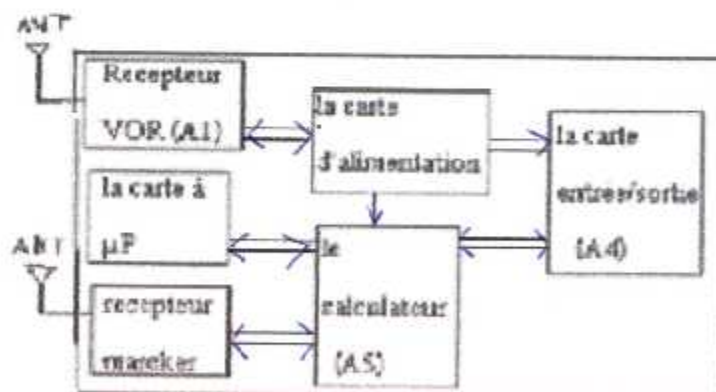 ANT
Recepteur
VOR (A1)
la carte
d'alimentation
la carte
entree/sortie
(A4)
la carte à
µP
ANT
recepteur
marcker
le
calculateur
(A5)